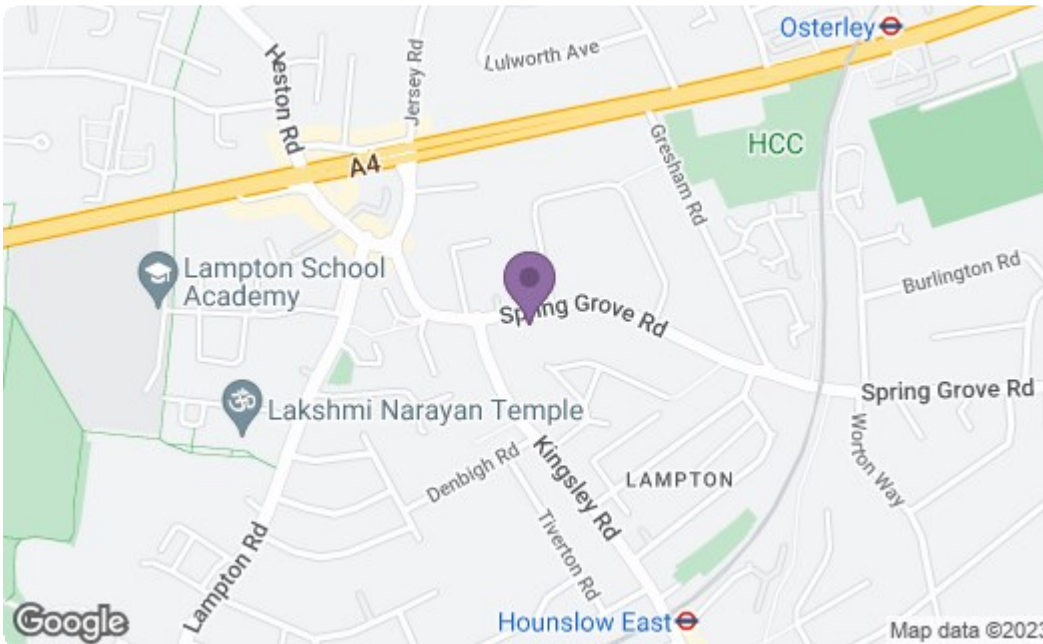 Osterley
Lulworth Ave
Jersey Rd
Heston Rd
A4
HCC
Gresham Rd
Lampton School
Academy
Burlington Rd
Spring Grove Rd
Spring Grove Rd
Lakshmi Narayan Temple
Kingsley Rd
Denbigh Rd
LAMPTON
Worton Way
Tiverton Rd
Lampton Rd
Hounslow East
Google
Map data ©2023